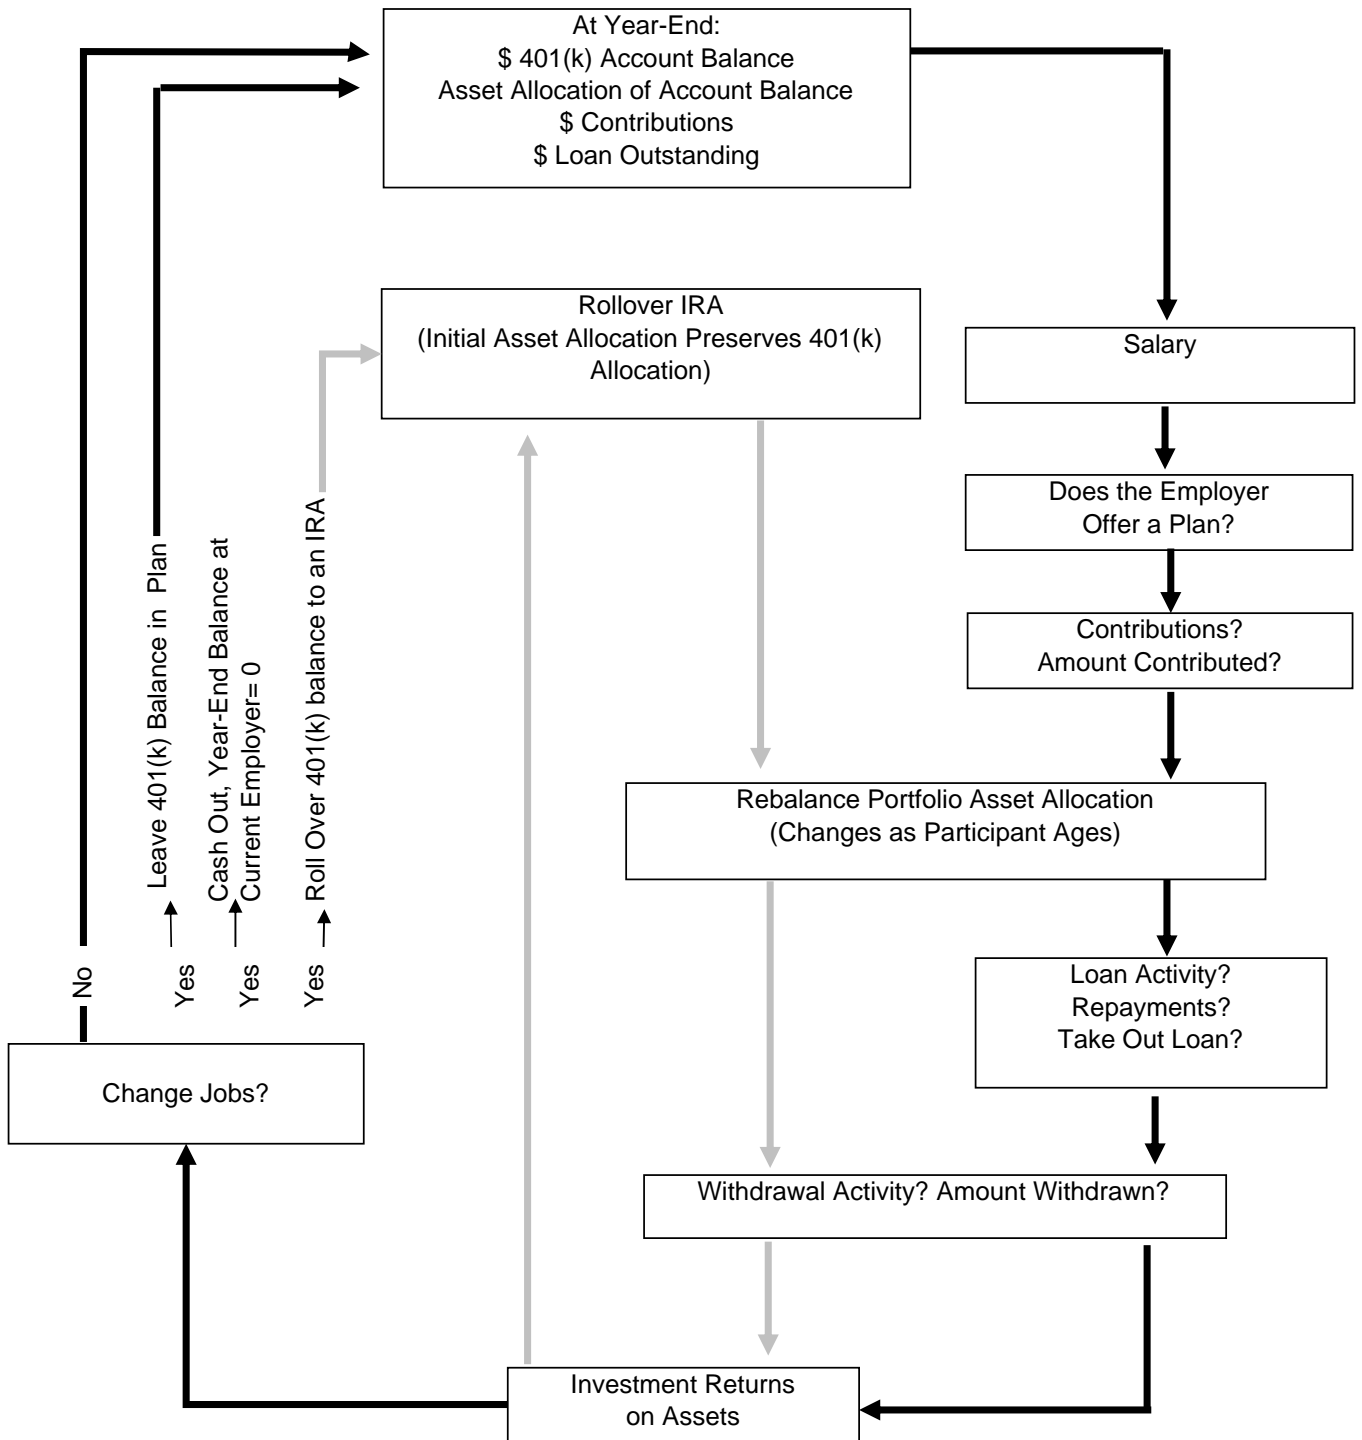 At Year-End:
$ 401(k) Account Balance
Asset Allocation of Account Balance
$ Contributions
$ Loan Outstanding
Rollover IRA
(Initial Asset Allocation Preserves 401(k)
Allocation)
Salary
Does the Employer
Offer a Plan?
Contributions?
Amount Contributed?
Rebalance Portfolio Asset Allocation
(Changes as Participant Ages)
Loan Activity?
Repayments?
Take Out Loan?
Withdrawal Activity? Amount Withdrawn?
Investment Returns
on Assets
Change Jobs?
No
Yes
Leave 401(k) Balance in Plan
Yes
Cash Out, Year-End Balance at
Current Employer= 0
Yes
Roll Over 401(k) balance to an IRA